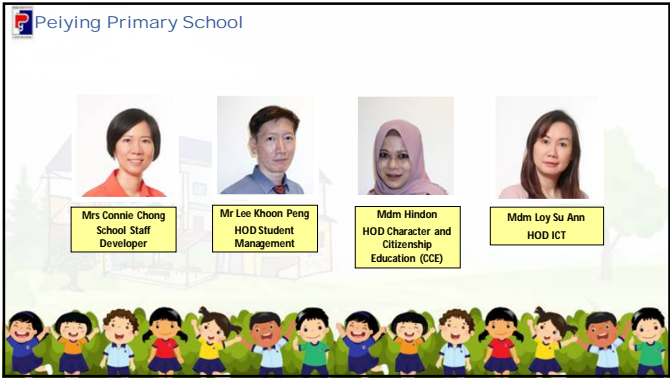 Peiying Primary School
Mrs Connie Chong
School Staff
Developer
Mr Lee Khoon Peng
HOD Student
Management
Mdm Hindon
HOD Character and
Citizenship
Education (CCE)
Mdm Loy Su Ann
HOD ICT